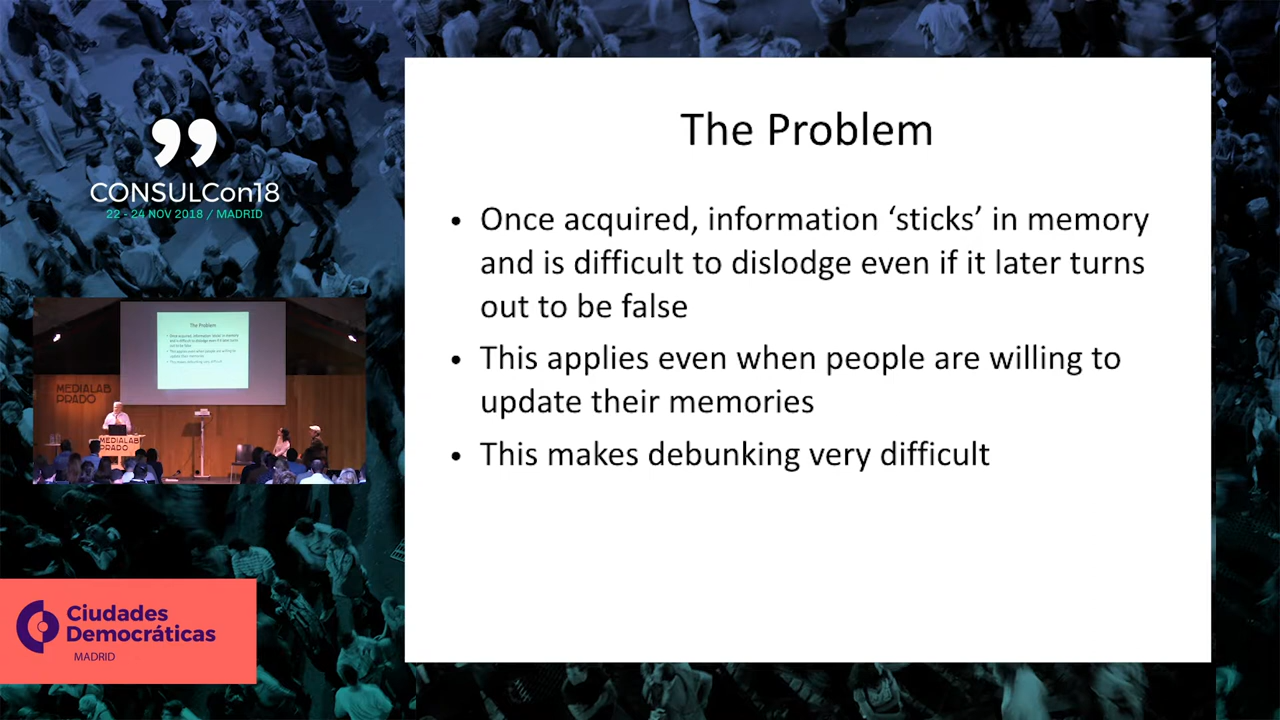 CONSULCon18
22 - 24 NOV 2018 / MADRID
The Problem
• Once acquired, information ‘sticks’ in memory
and is difficult to dislodge even if it later turns
out to be false
• This applies even when people are willing to
update their memories
• This makes debunking very difficult
The Problem
MEDIALAB
PRADO
MEDIALAB
PRADO
Ciudades
Democráticas
MADRID